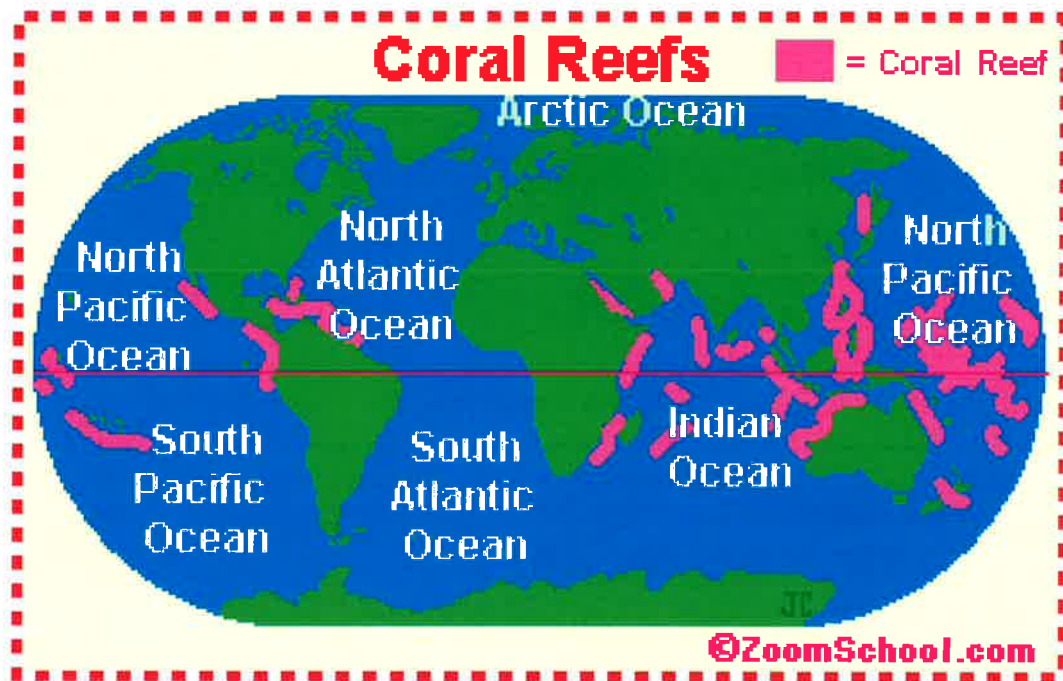 Coral Reefs
= Coral Reef
Arctic Ocean
North
Pacific
Ocean
North
Atlantic
Ocean
North
Pacific
Ocean
South
Pacific
Ocean
South
Atlantic
Ocean
Indian
Ocean
JC
©ZoomSchool.com